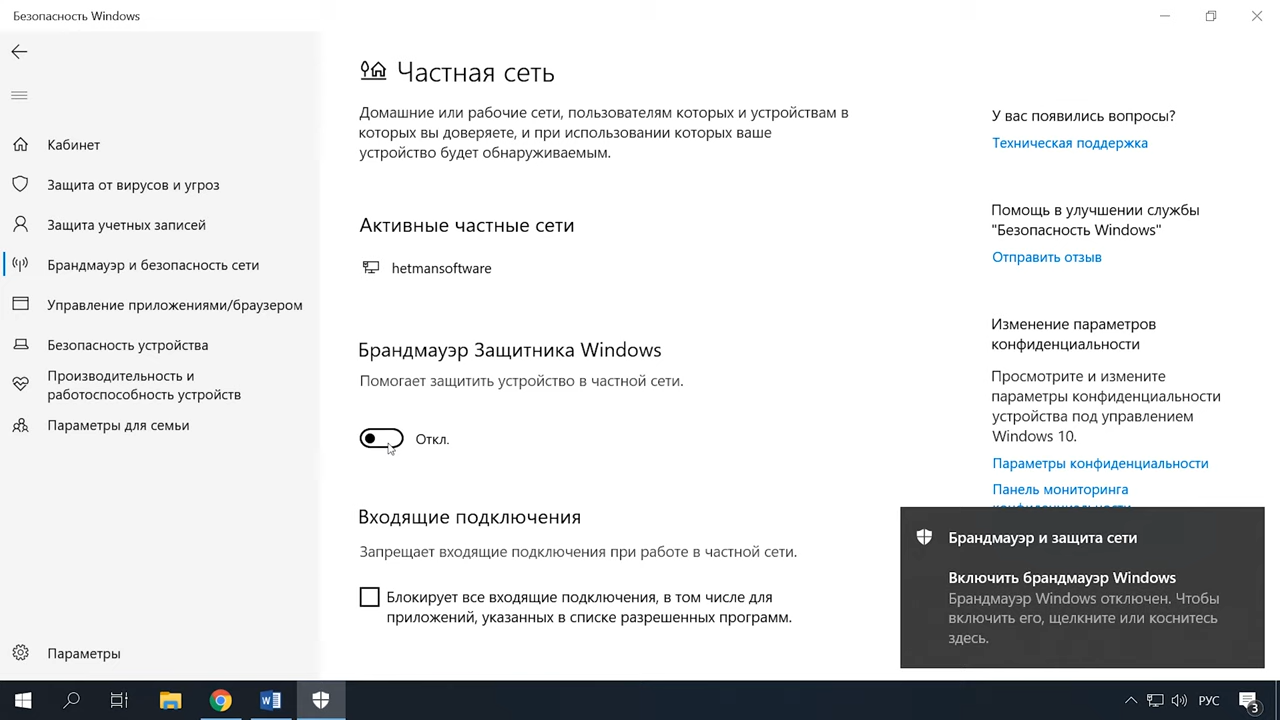 Безопасность Windows
Кабинет
Защита от вирусов и угроз
Защита учетных записей
Брандмауэр и безопасность сети
Управление приложениями/браузером
Безопасность устройства
Производительность и
работоспособность устройств
Параметры для семьи
Параметры
Частная сеть
Домашние или рабочие сети, пользователям которых и устройствам в
которых вы доверяете, и при использовании которых ваше
устройство будет обнаруживаемым.
Активные частные сети
hetmansoftware
Брандмауэр Защитника Windows
Помогает защитить устройство в частной сети.
Откл.
Входящие подключения
Запрещает входящие подключения при работе в частной сети.
Блокирует все входящие подключения, в том числе для
приложений, указанных в списке разрешенных программ.
У вас появились вопросы?
Техническая поддержка
Помощь в улучшении службы
"Безопасность Windows"
Отправить отзыв
Изменение параметров
конфиденциальности
Просмотрите и измените
параметры конфиденциальности
устройства под управлением
Windows 10.
Параметры конфиденциальности
Панель мониторинга
Брандмауэр и защита сети
Включить брандмауэр Windows
Брандмауэр Windows отключен. Чтобы
включить его, щелкните или коснитесь
здесь.
РУС
3